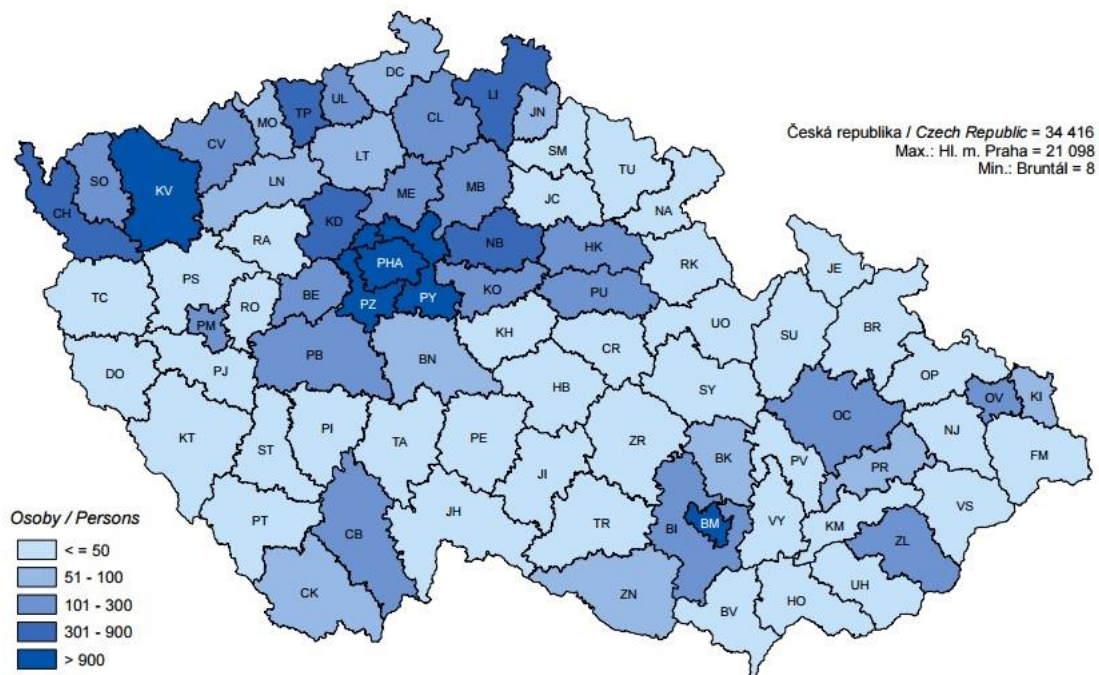 Česká republika / Czech Republic = 34 416
Max.: Hl. m. Praha = 21 098
Min.: Bruntál = 8
DC
LI
UL
TP
MO
CL
JN
CV
SM
TU
LT
SO
KV
LN
ME
MB
JC
NA
CH
KD
RA
NB
HK
PHA
RK
JE
PS
TC
BE
RO
PZ
PY
KO
PU
PM
UO
SU
BR
KH
CR
PB
BN
DO
PJ
OP
HB
SY
OV
KI
OC
KT
ST
PI
TA
PE
ZR
NJ
FM
BK
PV
PR
JI
VS
PT
CB
JH
TR
BI
BM
VY
KM
ZL
CK
ZN
UH
BV
HO
Osoby / Persons
< = 50
51 - 100
101 - 300
301 - 900
> 900